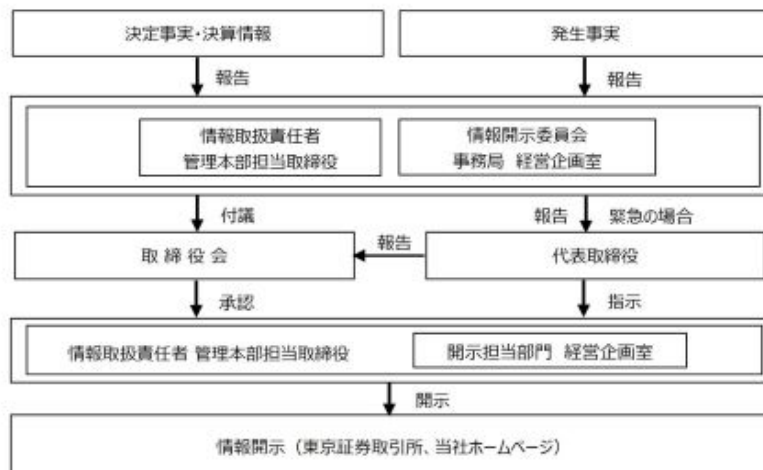 決定事実・決算情報
発生事実
報告
報告
情報取扱責任者
管理本部担当取締役
情報開示委員会
事務局 経営企画室
付議
報告 緊急の場合
取締役会
報告
代表取締役
承認
指示
情報取扱責任者 管理本部担当取締役
開示担当部門 経営企画室
開示
情報開示（東京証券取引所、当社ホームページ）